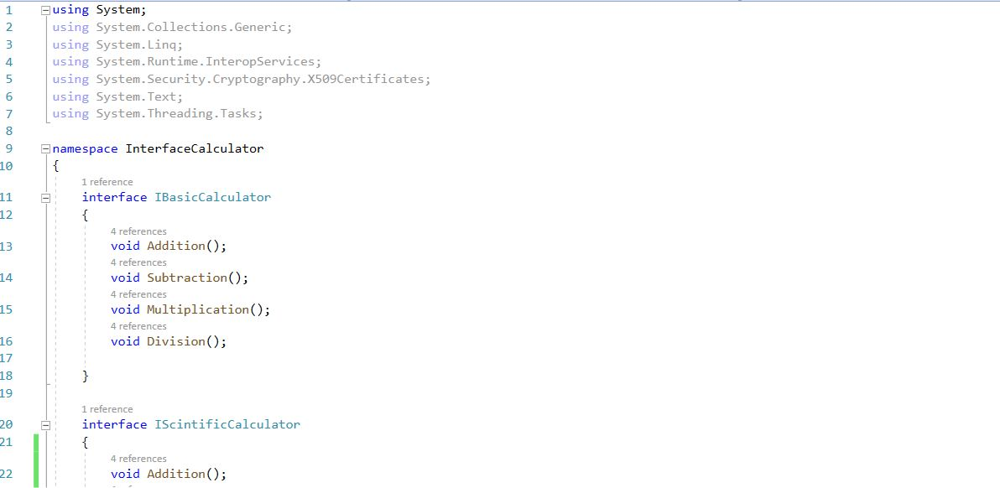 1 using System;
2 using System.Collections.Generic;
3 using System.Linq;
4 using System.Runtime.InteropServices;
5 using System.Security.Cryptography.X509Certificates;
6 using System.Text;
7 using System.Threading.Tasks;
8
9 namespace InterfaceCalculator
10 {
1 reference
11 interface IBasicCalculator
12 {
4 references
13 void Addition();
4 references
14 void Subtraction();
4 references
15 void Multiplication();
4 references
16 void Division();
17
18 }
19
1 reference
20 interface IScintificCalculator
21 {
4 references
22 void Addition();